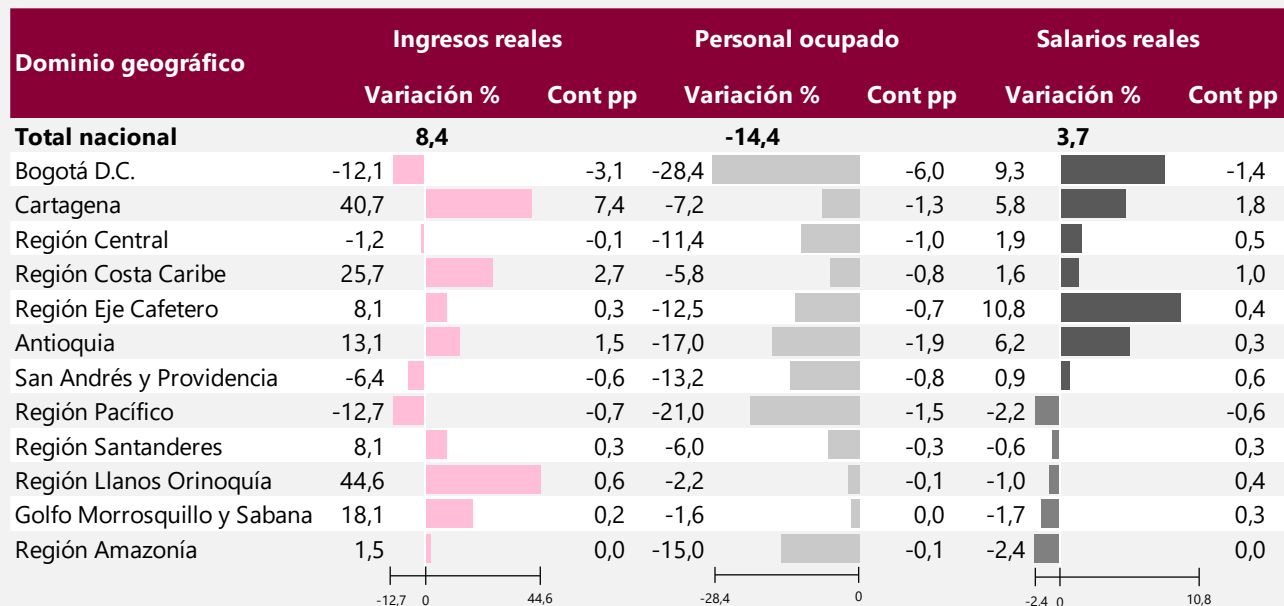 Dominio geográfico Ingresos reales Personal ocupado Salarios reales
Variación % Cont pp Variación % Cont pp Variación % Cont pp
Total nacional 8,4 -14,4 3,7
Bogotá D.C. -12,1 -3,1 -28,4 -6,0 9,3 -1,4
Cartagena 40,7 7,4 -7,2 -1,3 5,8 1,8
Región Central -1,2 -0,1 -11,4 -1,0 1,9 0,5
Región Costa Caribe 25,7 2,7 -5,8 -0,8 1,6 1,0
Región Eje Cafetero 8,1 0,3 -12,5 -0,7 10,8 0,4
Antioquia 13,1 1,5 -17,0 -1,9 6,2 0,3
San Andrés y Providencia -6,4 -0,6 -13,2 -0,8 0,9 0,6
Región Pacífico -12,7 -0,7 -21,0 -1,5 -2,2 -0,6
Región Santanderes 8,1 0,3 -6,0 -0,3 -0,6 0,3
Región Llanos Orinoquía 44,6 0,6 -2,2 -0,1 -1,0 0,4
Golfo Morrosquillo y Sabana 18,1 0,2 -1,6 0,0 -1,7 0,3
Región Amazonía 1,5 0,0 -15,0 -0,1 -2,4 0,0
-12,7 0 44,6 -28,4 0 -2,4 0 10,8